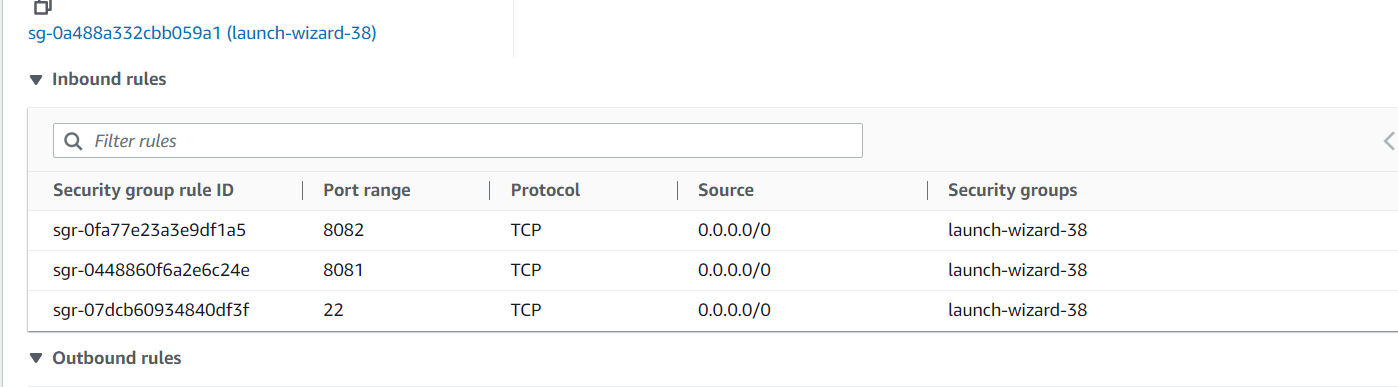 sg-0a488a332cbb059a1 (launch-wizard-38)
Inbound rules
Filter rules
Security group rule ID Port range Protocol Source Security groups
sgr-0fa77e23a3e9df1a5 8082 TCP 0.0.0.0/0 launch-wizard-38
sgr-0448860f6a2e6c24e 8081 TCP 0.0.0.0/0 launch-wizard-38
sgr-07dcb60934840df3f 22 TCP 0.0.0.0/0 launch-wizard-38
Outbound rules